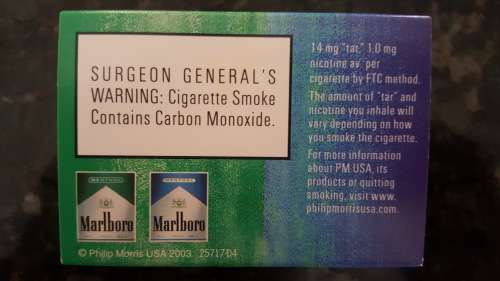 SURGEON GENERAL'S
WARNING: Cigarette Smoke
Contains Carbon Monoxide.
14 mg "tar," 1.0 mg
nicotine av. per
cigarette by FTC method.
The amount of "tar" and
nicotine you inhale will
vary depending on how
you smoke the cigarette.
For more information
about PM USA, its
products or quitting
smoking, visit www.
philipmorrisusa.com.
MENTHOL
Marlboro
MENTHOL
Marlboro
© Philip Morris USA 2003. 25717D4